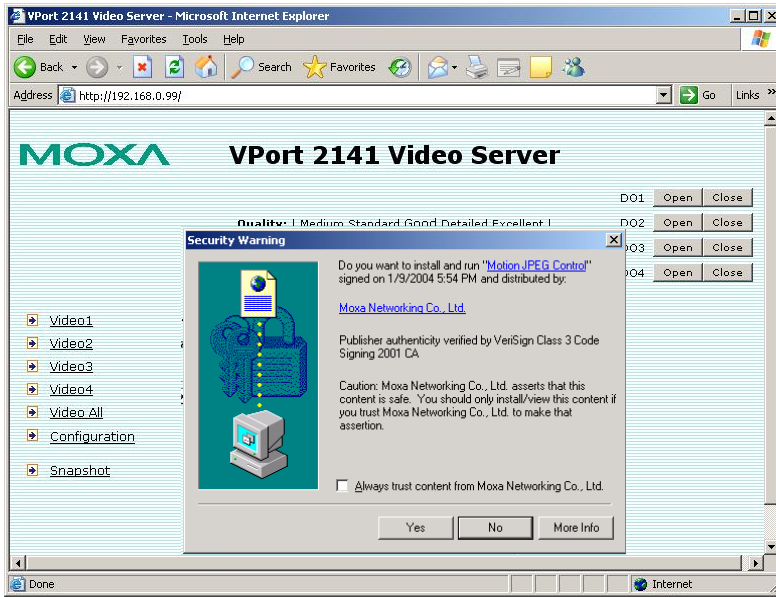 VPort 2141 Video Server - Microsoft Internet Explorer
File Edit View Favorites Tools Help
Back Search Favorites
Address http://192.168.0.99/ Go Links »
MOXA VPort 2141 Video Server
DO1 Open Close
Quality: | Medium Standard Good Detailed Excellent | DO2 Open Close
DO3 Open Close
DO4 Open Close
Security Warning
Do you want to install and run "Motion JPEG Control"
signed on 1/9/2004 5:54 PM and distributed by:
Moxa Networking Co., Ltd.
Publisher authenticity verified by VeriSign Class 3 Code
Signing 2001 CA
Caution: Moxa Networking Co., Ltd. asserts that this
content is safe. You should only install/view this content if
you trust Moxa Networking Co., Ltd. to make that
assertion.
Always trust content from Moxa Networking Co., Ltd.
Yes No More Info
Video1
Video2
Video3
Video4
Video All
Configuration
Snapshot
Done Internet